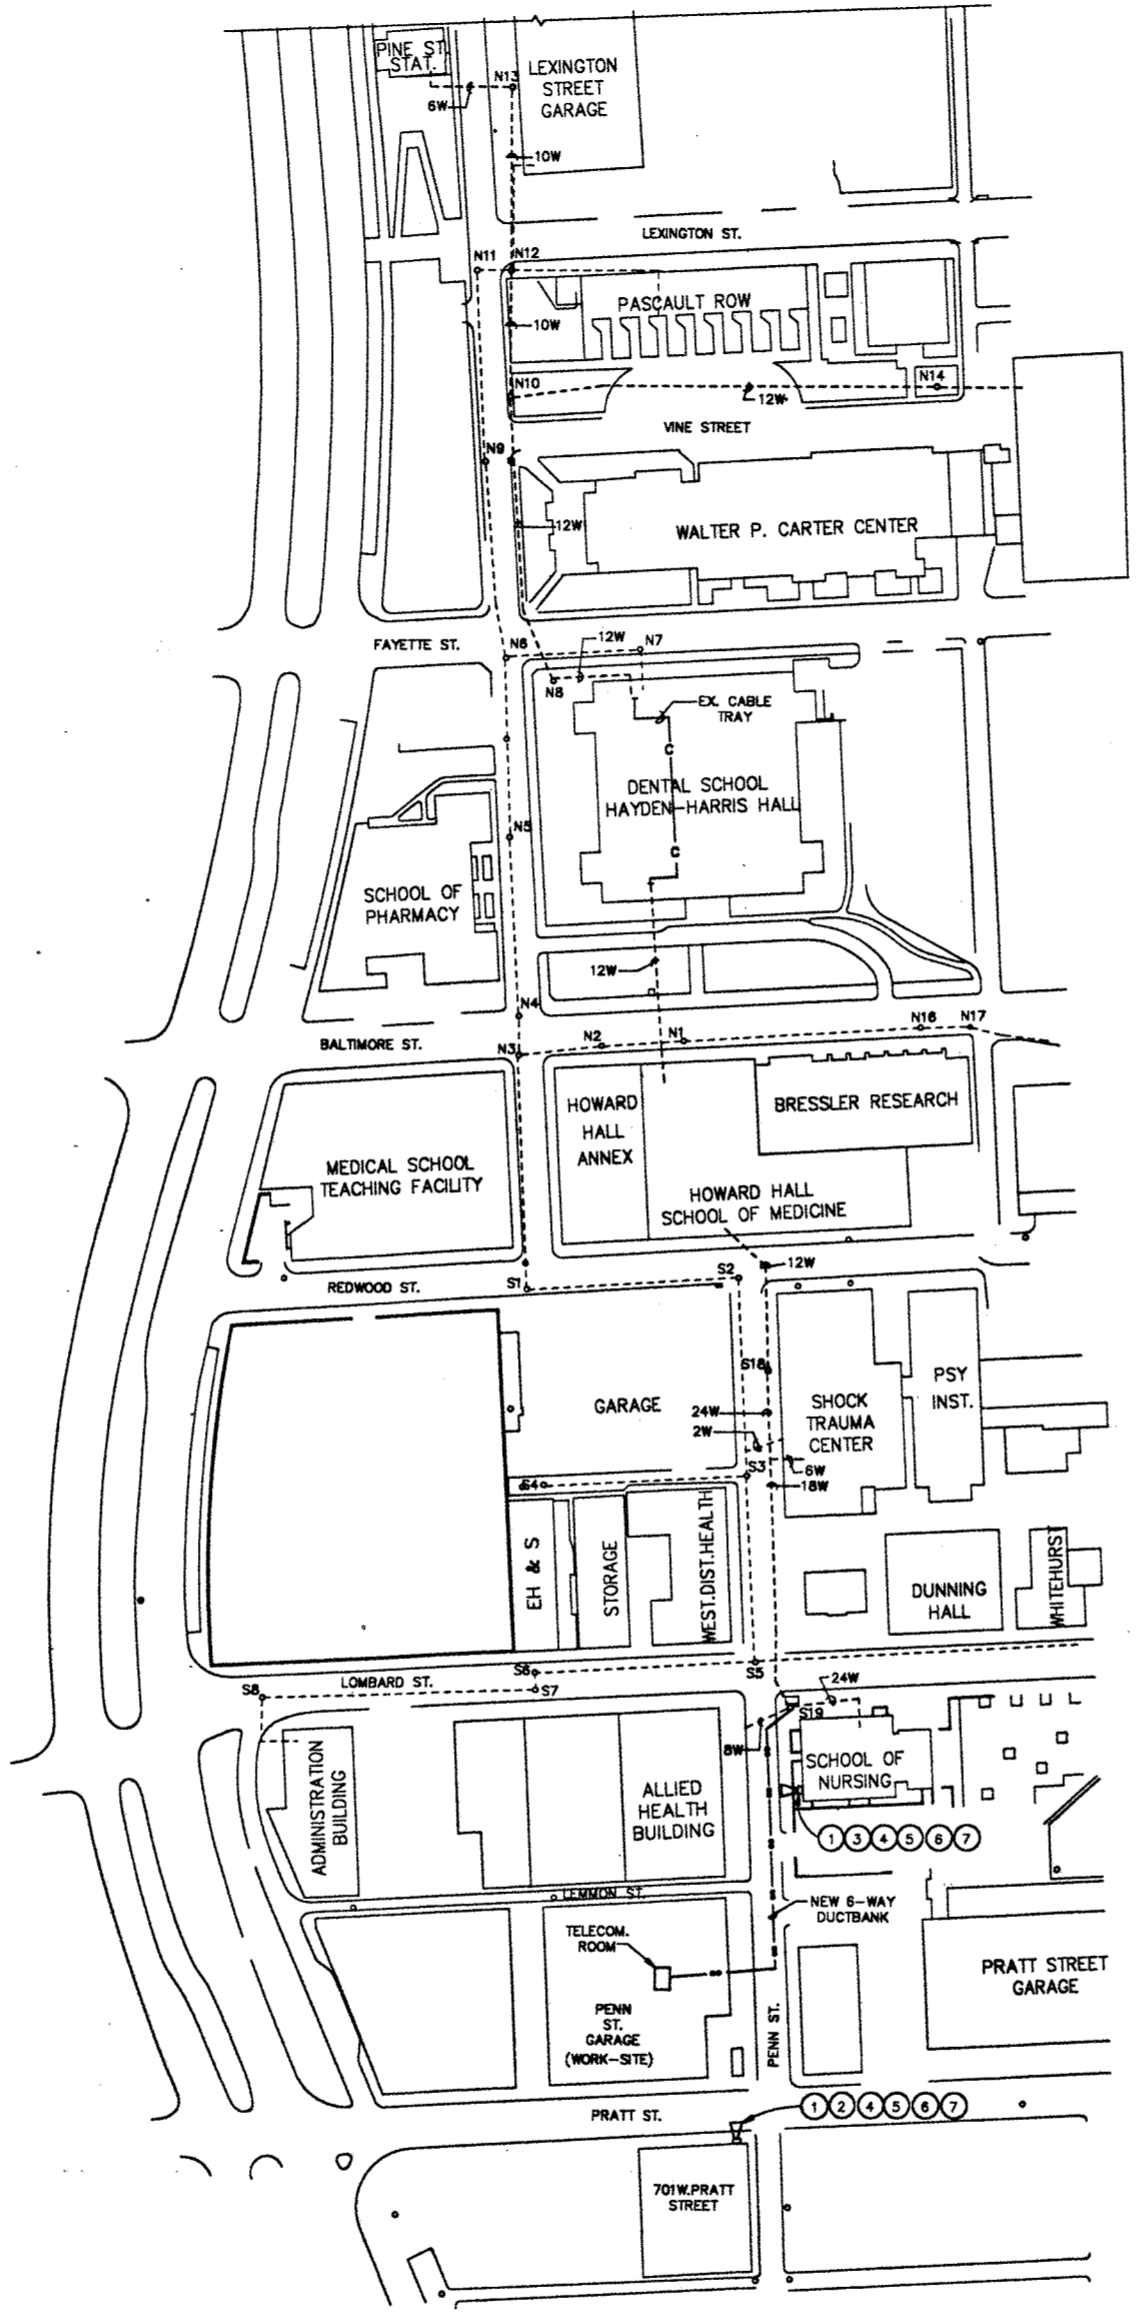 PINE ST.
STAT.
N13
LEXINGTON
STREET
GARAGE
6W
10W
LEXINGTON ST.
N11
N12
PASCAULT ROW
10W
N10
N14
12W
VINE STREET
N9
12W
WALTER P. CARTER CENTER
FAYETTE ST.
N6
12W
N7
N8
EX. CABLE
TRAY
C
DENTAL SCHOOL
HAYDEN-HARRIS HALL
N5
C
SCHOOL OF
PHARMACY
12W
N4
BALTIMORE ST.
N3
N2
N1
N16
N17
HOWARD
HALL
ANNEX
BRESSLER RESEARCH
MEDICAL SCHOOL
TEACHING FACILITY
HOWARD HALL
SCHOOL OF MEDICINE
REDWOOD ST.
S1
S2
12W
S18
GARAGE
24W
2W
SHOCK
TRAUMA
CENTER
PSY
INST.
S3
6W
S4
18W
EH & S
STORAGE
WEST.DIST.HEALTH
DUNNING
HALL
WHITEHURST
LOMBARD ST.
S6
S5
S8
S7
24W
S19
8W
SCHOOL OF
NURSING
ADMINISTRATION
BUILDING
ALLIED
HEALTH
BUILDING
1 3 4 5 6 7
LEMMON ST.
NEW 6-WAY
DUCTBANK
TELECOM.
ROOM
PRATT STREET
GARAGE
PENN
ST.
GARAGE
(WORK-SITE)
PENN ST.
PRATT ST.
1 2 4 5 6 7
701W.PRATT
STREET